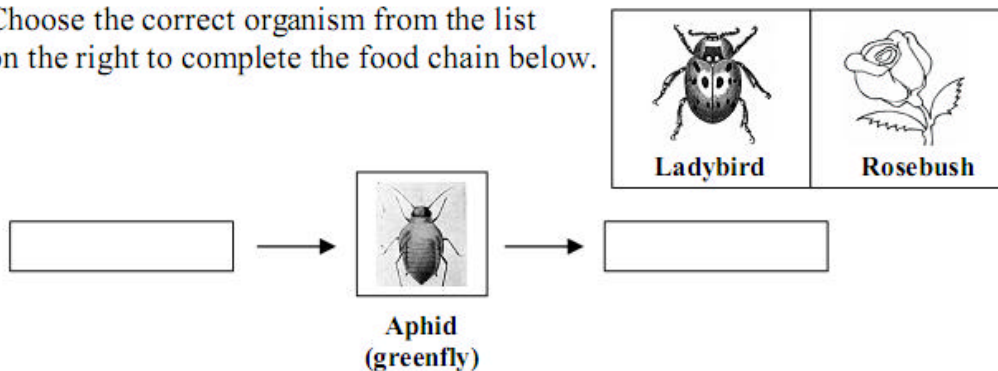 Choose the correct organism from the list
on the right to complete the food chain below.
Ladybird
Rosebush
Aphid
(greenfly)